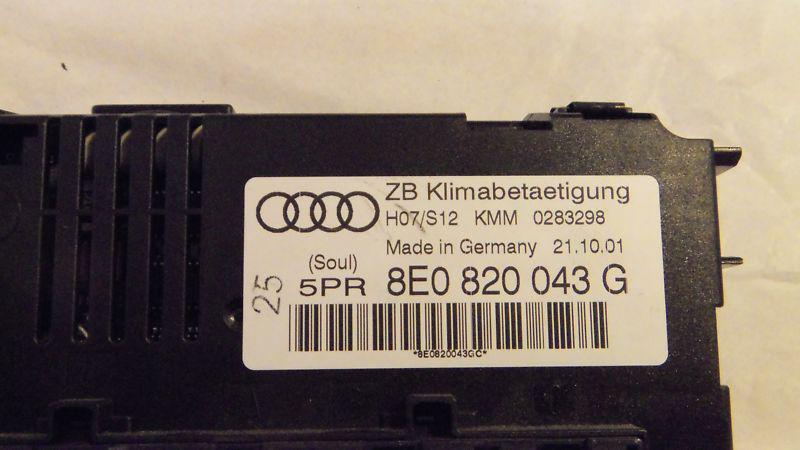 ZB Klimabetaetigung
H07/S12 KMM 0283298
Made in Germany 21.10.01
(Soul)
25
5PR 8E0 820 043 G
*8E0820043GC*